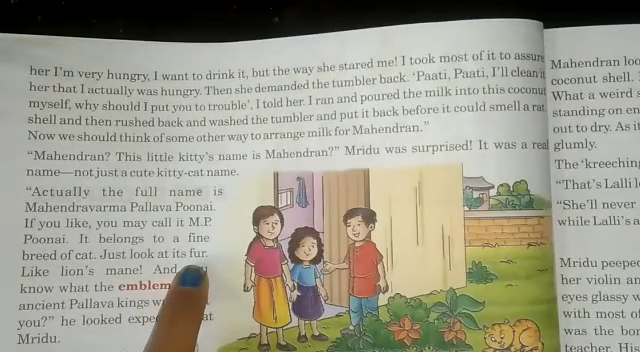 her I'm very hungry, I want to drink it, but the way she stared me! I took most of it to assure
her that I actually was hungry. Then she demanded the tumbler back. 'Paati, Paati, I'll clean it
myself, why should I put you to trouble', I told her. I ran and poured the milk into this coconut
shell and then rushed back and washed the tumbler and put it back before it could smell a rat.
Now we should think of some other way to arrange milk for Mahendran."
"Mahendran? This little kitty's name is Mahendran?" Mridu was surprised! It was a real
name—not just a cute kitty-cat name.
"Actually the full name is
Mahendravarma Pallava Poonai.
If you like, you may call it M.P.
Poonai. It belongs to a fine
breed of cat. Just look at its fur.
Like lion's mane! And
know what the emblem
ancient Pallava kings
you?" he looked at
Mridu.
Mahendran
coconut shell.
What a weird
standing on
out to dry. As
glumly.
The 'kreeching
"That's Lalli
"She'll never
while Lalli's
Mridu peeped
her violin
eyes glassy
with most
was the
teacher. His